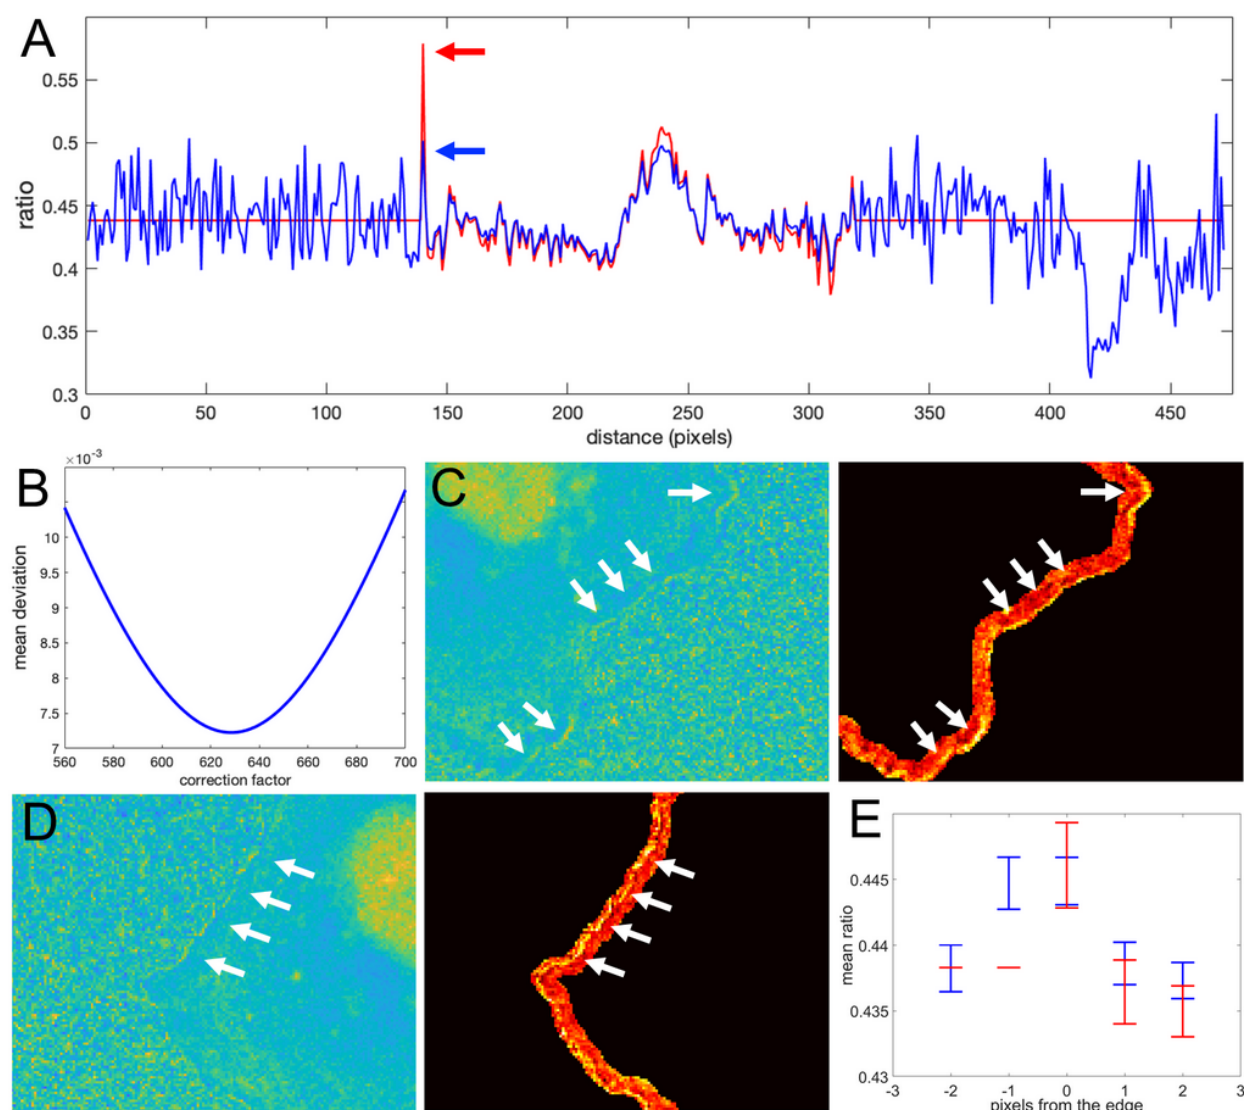 A
0.55
0.5
0.45
0.4
0.35
0.3
ratio
0 50 100 150 200 250 300 350 400 450
distance (pixels)
B
×10⁻³
10
9.5
9
8.5
8
7.5
7
mean deviation
560 580 600 620 640 660 680 700
correction factor
C
D
E
0.445
0.44
0.435
0.43
mean ratio
-3 -2 -1 0 1 2 3
pixels from the edge